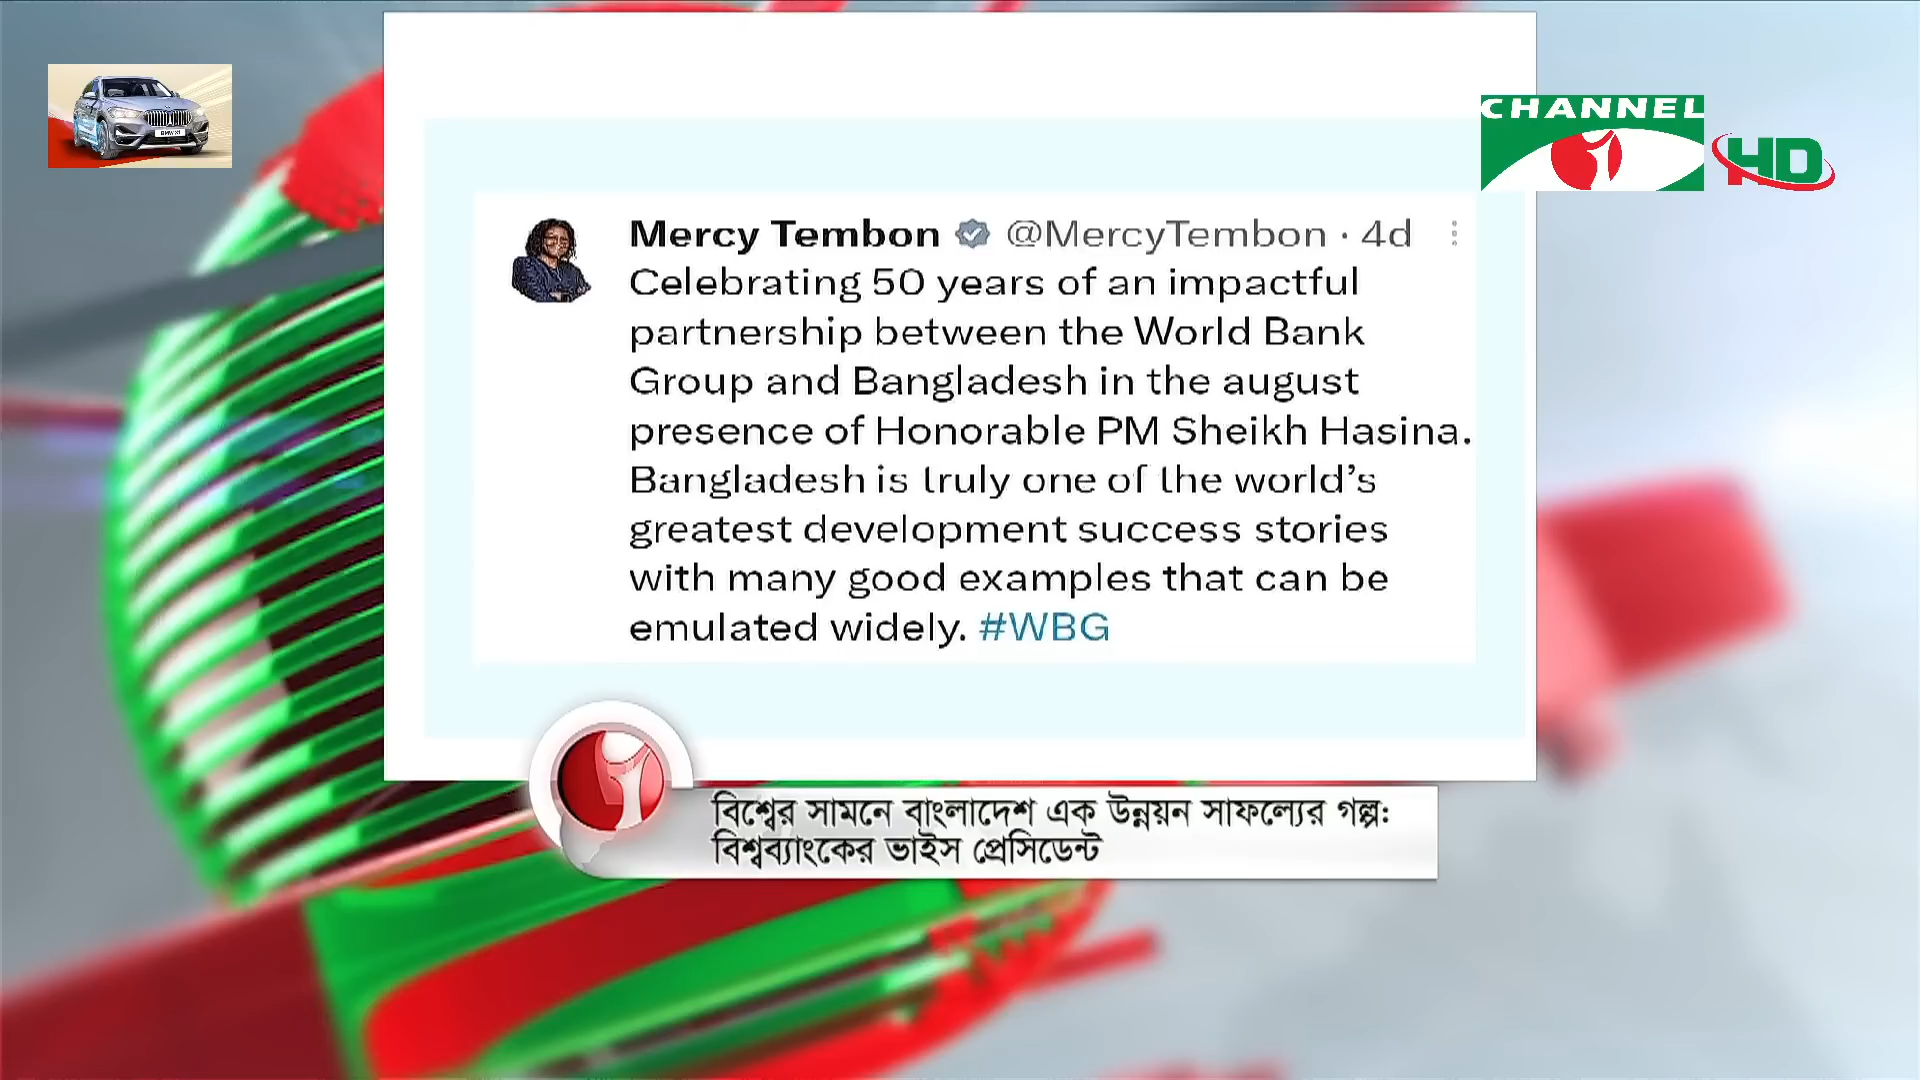 CHANNEL
HD
BMW X1
Mercy Tembon @MercyTembon · 4d
Celebrating 50 years of an impactful
partnership between the World Bank
Group and Bangladesh in the august
presence of Honorable PM Sheikh Hasina.
Bangladesh is truly one of the world’s
greatest development success stories
with many good examples that can be
emulated widely. #WBG
বিশ্বের সামনে বাংলাদেশ এক উন্নয়ন সাফল্যের গল্প:
বিশ্বব্যাংকের ভাইস প্রেসিডেন্ট